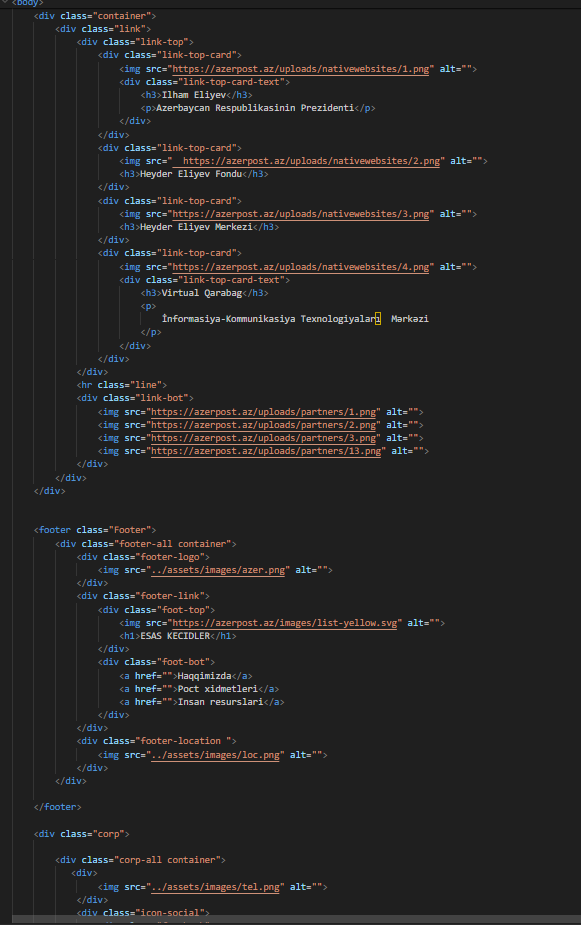 <body>
<div class="container">
<div class="link">
<div class="link-top">
<div class="link-top-card">
<img src="https://azerpost.az/uploads/nativewebsites/1.png" alt="">
<div class="link-top-card-text">
<h3>Ilham Eliyev</h3>
<p>Azerbaycan Respublikasinin Prezidenti</p>
</div>
</div>
<div class="link-top-card">
<img src="  https://azerpost.az/uploads/nativewebsites/2.png" alt="">
<h3>Heyder Eliyev Fondu</h3>
</div>
<div class="link-top-card">
<img src="https://azerpost.az/uploads/nativewebsites/3.png" alt="">
<h3>Heyder Eliyev Merkezi</h3>
</div>
<div class="link-top-card">
<img src="https://azerpost.az/uploads/nativewebsites/4.png" alt="">
<div class="link-top-card-text">
<h3>Virtual Qarabag</h3>
<p>
İnformasiya-Kommunikasiya Texnologiyaları  Mərkəzi
</p>
</div>
</div>
</div>
<hr class="line">
<div class="link-bot">
<img src="https://azerpost.az/uploads/partners/1.png" alt="">
<img src="https://azerpost.az/uploads/partners/2.png" alt="">
<img src="https://azerpost.az/uploads/partners/3.png" alt="">
<img src="https://azerpost.az/uploads/partners/13.png" alt="">
</div>
</div>
</div>
<footer class="Footer">
<div class="footer-all container">
<div class="footer-logo">
<img src="../assets/images/azer.png" alt="">
</div>
<div class="footer-link">
<div class="foot-top">
<img src="https://azerpost.az/images/list-yellow.svg" alt="">
<h1>ESAS KECIDLER</h1>
</div>
<div class="foot-bot">
<a href="">Haqqimizda</a>
<a href="">Poct xidmetleri</a>
<a href="">Insan resurslari</a>
</div>
</div>
<div class="footer-location ">
<img src="../assets/images/loc.png" alt="">
</div>
</div>
</footer>
<div class="corp">
<div class="corp-all container">
<div>
<img src="../assets/images/tel.png" alt="">
</div>
<div class="icon-social">